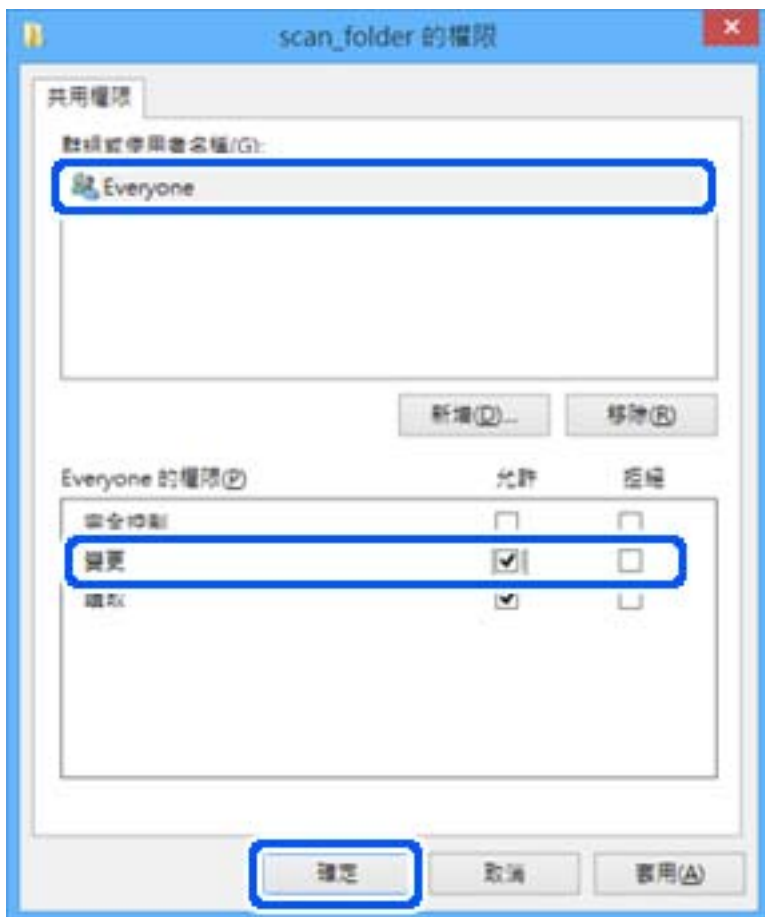 scan_folder 的權限
共用權限
群組或使用者名稱(G):
Everyone
新增(D)... 移除(R)
Everyone 的權限(P) 允許 拒絕
完全控制
變更
讀取
確定 取消 套用(A)